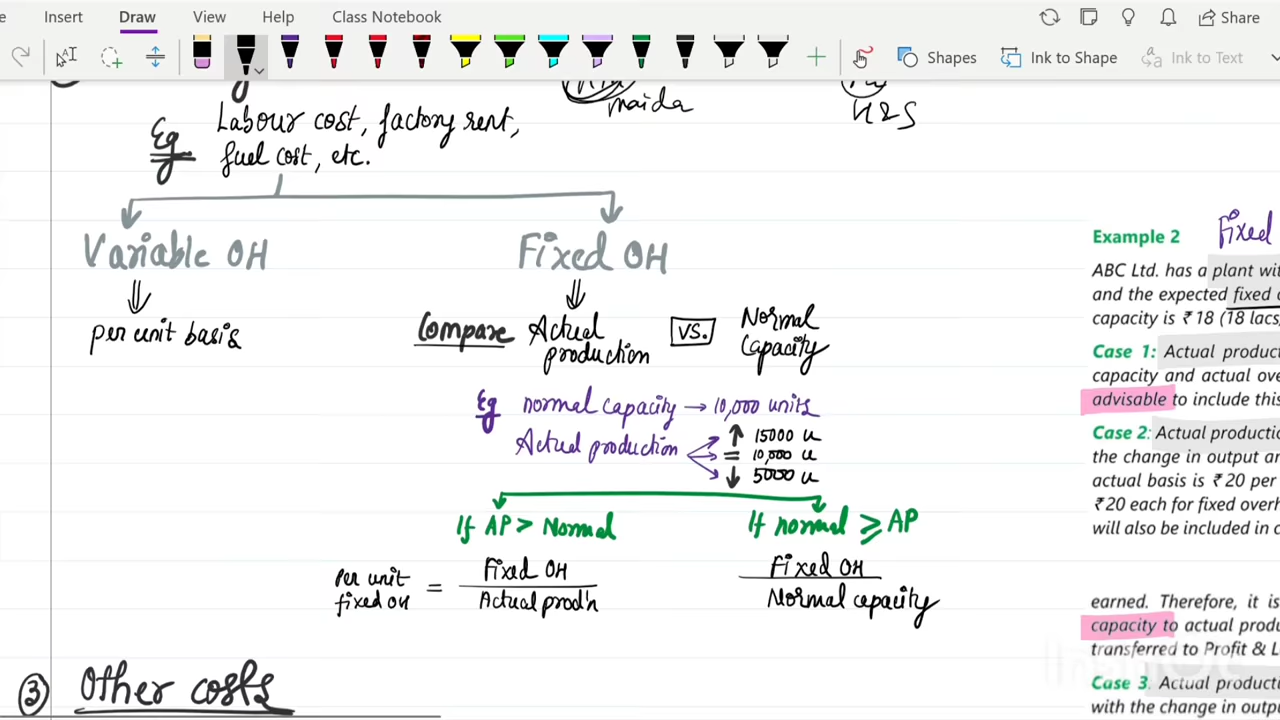 Insert Draw View Help Class Notebook
Share
Shapes Ink to Shape Ink to Text
maida
Labour cost, factory rent,
Eg fuel cost, etc.
Variable OH
Fixed OH
per unit basis
Compare Actual production vs. Normal Capacity
Eg normal capacity → 10,000 units
Actual production
↑ 15000 u
= 10,000 u
↓ 5000 u
If AP > Normal
If normal ≥ AP
per unit fixed OH = Fixed OH
Actual prod'n
Fixed OH
Normal capacity
③ Other costs
Example 2 Fixed
ABC Ltd. has a plant wit
and the expected fixed
capacity is ₹ 18 (18 lacs
Case 1: Actual product
capacity and actual ove
advisable to include this
Case 2: Actual producti
the change in output an
actual basis is ₹ 20 per
₹ 20 each for fixed overh
will also be included in c
earned. Therefore, it is
capacity to actual produ
transferred to Profit & L
Case 3. Actual producti
with the change in outp